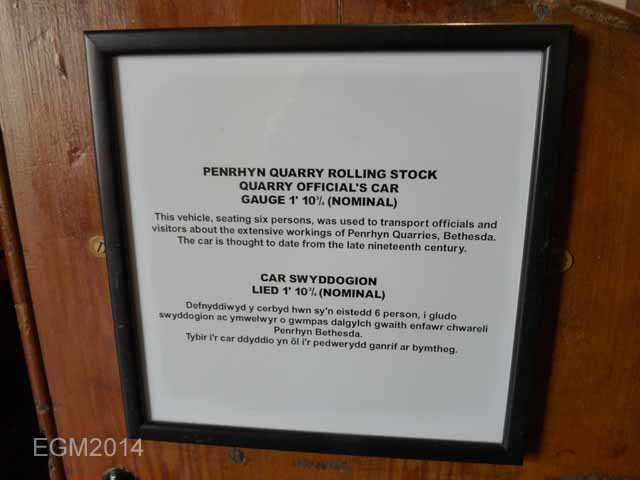 PENRHYN QUARRY ROLLING STOCK
QUARRY OFFICIAL'S CAR
GAUGE 1' 10¾ (NOMINAL)
This vehicle, seating six persons, was used to transport officials and
visitors about the extensive workings of Penrhyn Quarries, Bethesda.
The car is thought to date from the late nineteenth century.
CAR SWYDDOGION
LIED 1' 10¾ (NOMINAL)
Defnyddiwyd y cerbyd hwn sy'n eistedd 6 person, i gludo
swyddogion ac ymwelwyr o gwmpas dalgylch gwaith enfawr chwareli
Penrhyn Bethesda.
Tybir i'r car ddyddio yn ôl i'r pedwerydd ganrif ar bymtheg.
EGM2014